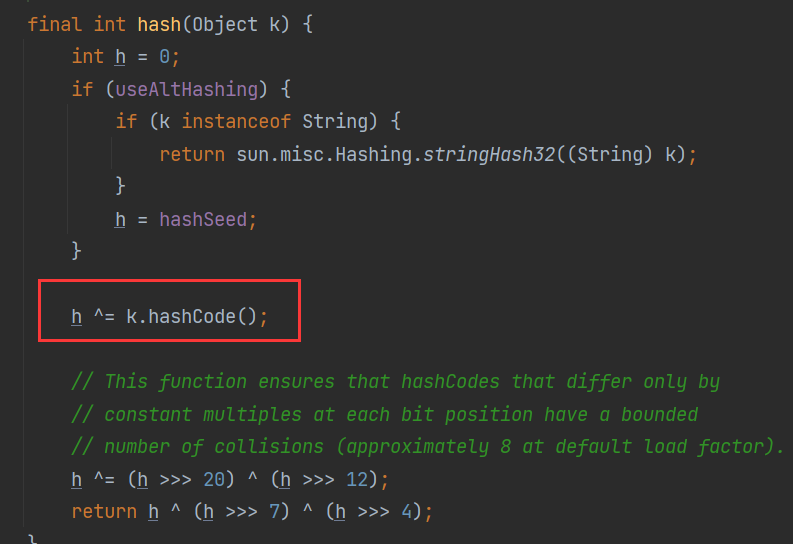 final int hash(Object k) {
    int h = 0;
    if (useAltHashing) {
        if (k instanceof String) {
            return sun.misc.Hashing.stringHash32((String) k);
        }
        h = hashSeed;
    }

    h ^= k.hashCode();

    // This function ensures that hashCodes that differ only by
    // constant multiples at each bit position have a bounded
    // number of collisions (approximately 8 at default load factor).
    h ^= (h >>> 20) ^ (h >>> 12);
    return h ^ (h >>> 7) ^ (h >>> 4);
}